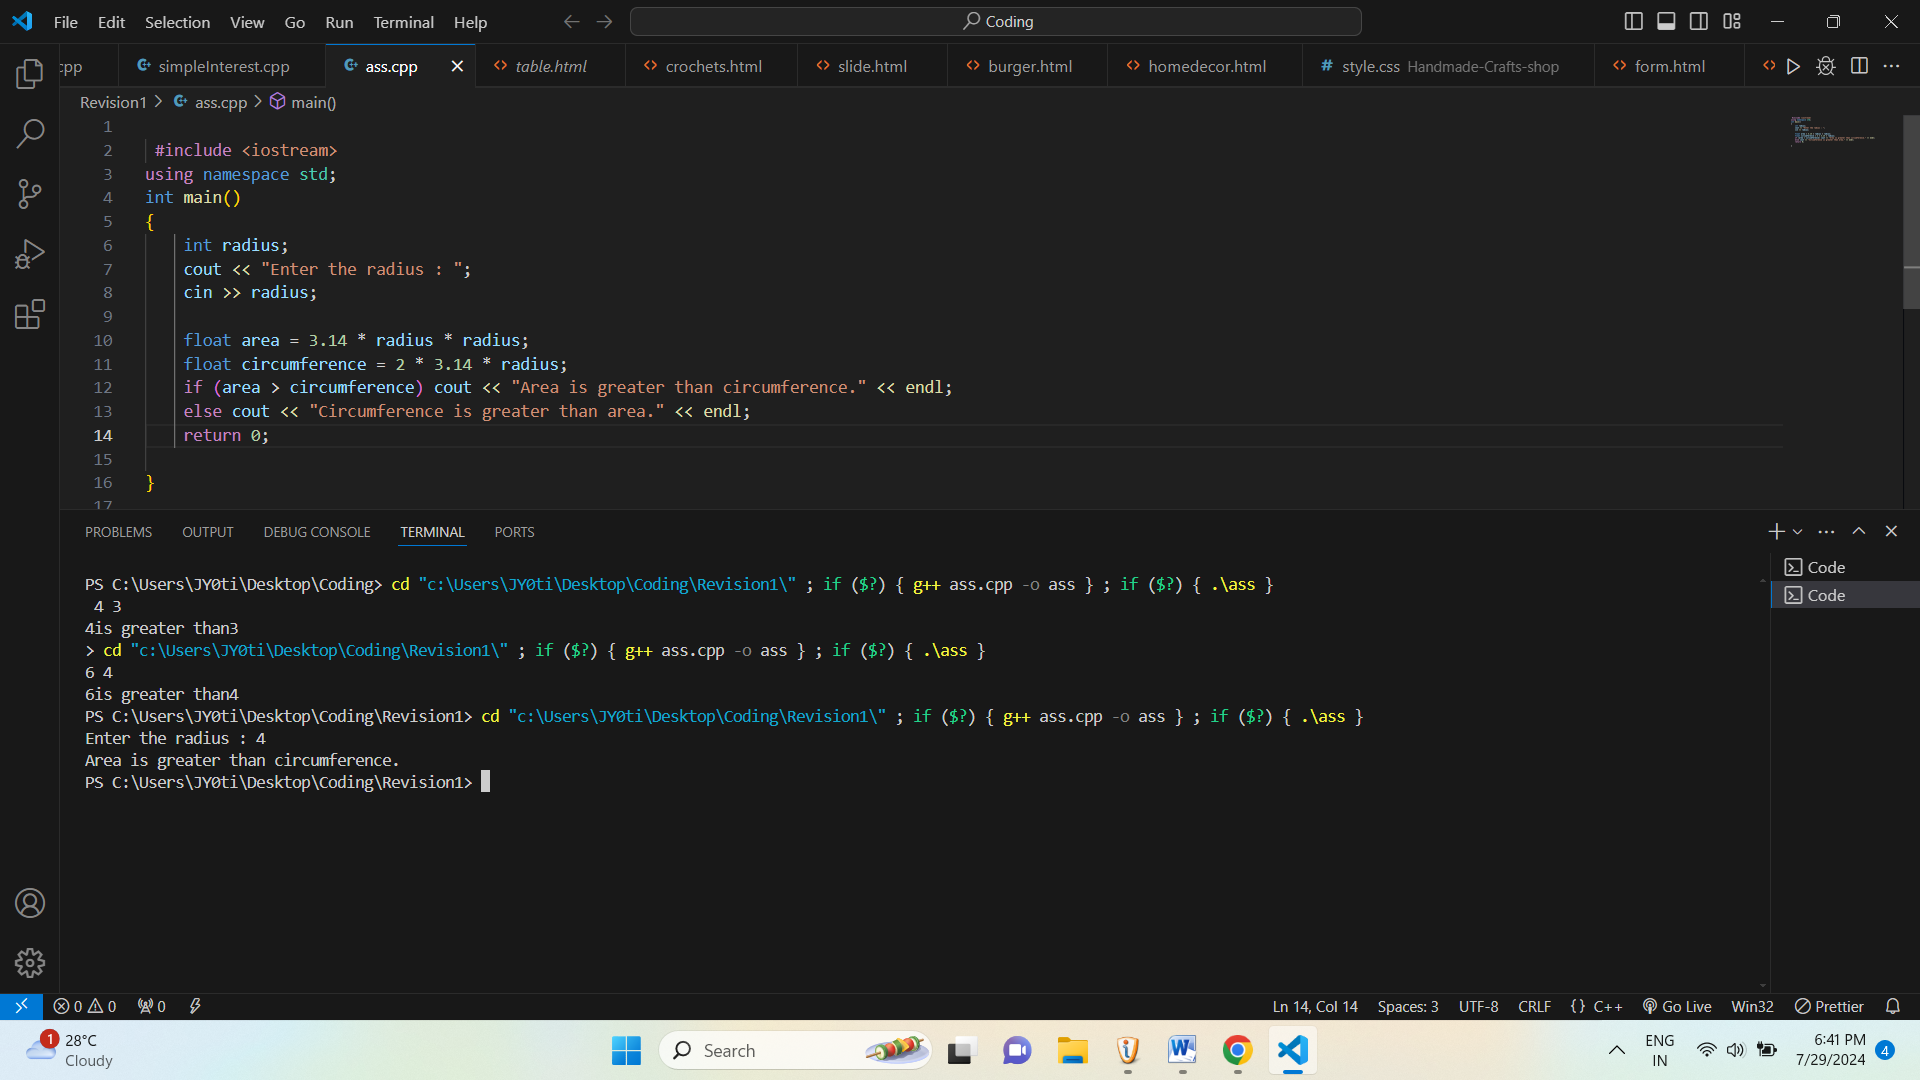 File Edit Selection View Go Run Terminal Help
Coding
cpp
simpleInterest.cpp
ass.cpp
table.html
crochets.html
slide.html
burger.html
homedecor.html
style.css Handmade-Crafts-shop
form.html
Revision1 > ass.cpp > main()
1
2 #include <iostream>
3 using namespace std;
4 int main()
5 {
6 int radius;
7 cout << "Enter the radius : ";
8 cin >> radius;
9
10 float area = 3.14 * radius * radius;
11 float circumference = 2 * 3.14 * radius;
12 if (area > circumference) cout << "Area is greater than circumference." << endl;
13 else cout << "Circumference is greater than area." << endl;
14 return 0;
15
16 }
17
PROBLEMS OUTPUT DEBUG CONSOLE TERMINAL PORTS
PS C:\Users\JY0ti\Desktop\Coding> cd "c:\Users\JY0ti\Desktop\Coding\Revision1\" ; if ($?) { g++ ass.cpp -o ass } ; if ($?) { .\ass }
4 3
4is greater than3
> cd "c:\Users\JY0ti\Desktop\Coding\Revision1\" ; if ($?) { g++ ass.cpp -o ass } ; if ($?) { .\ass }
6 4
6is greater than4
PS C:\Users\JY0ti\Desktop\Coding\Revision1> cd "c:\Users\JY0ti\Desktop\Coding\Revision1\" ; if ($?) { g++ ass.cpp -o ass } ; if ($?) { .\ass }
Enter the radius : 4
Area is greater than circumference.
PS C:\Users\JY0ti\Desktop\Coding\Revision1>
Code
Code
0 0 0
Ln 14, Col 14 Spaces: 3 UTF-8 CRLF {} C++ Go Live Win32 Prettier
1
28°C
Cloudy
Search
ENG
IN
6:41 PM
7/29/2024
4